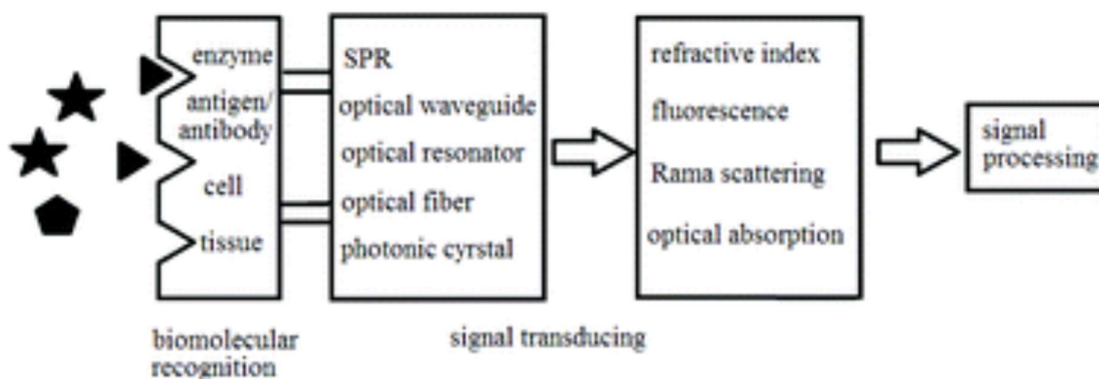 enzyme
antigen/
antibody
cell
tissue
SPR
optical waveguide
optical resonator
optical fiber
photonic cyrstal
refractive index
fluorescence
Rama scattering
optical absorption
signal
processing
biomolecular
recognition
signal transducing